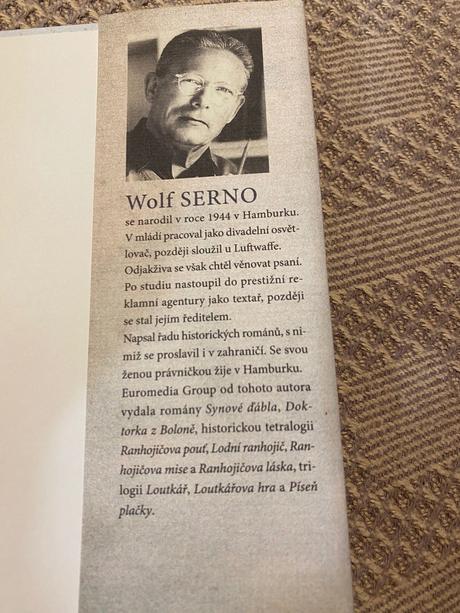 Wolf SERNO
se narodil v roce 1944 v Hamburku.
V mládí pracoval jako divadelní osvět-
lovač, později sloužil u Luftwaffe.
Odjakživa se však chtěl věnovat psaní.
Po studiu nastoupil do prestižní re-
klamní agentury jako textař, později
se stal jejím ředitelem.
Napsal řadu historických románů, s ni-
miž se proslavil i v zahraničí. Se svou
ženou právničkou žije v Hamburku.
Euromedia Group od tohoto autora
vydala romány Synové ďábla, Dok-
torka z Boloně, historickou tetralogii
Ranhojičova pouť, Lodní ranhojič, Ran-
hojičova mise a Ranhojičova láska, tri-
logii Loutkář, Loutkářova hra a Píseň
plačky.